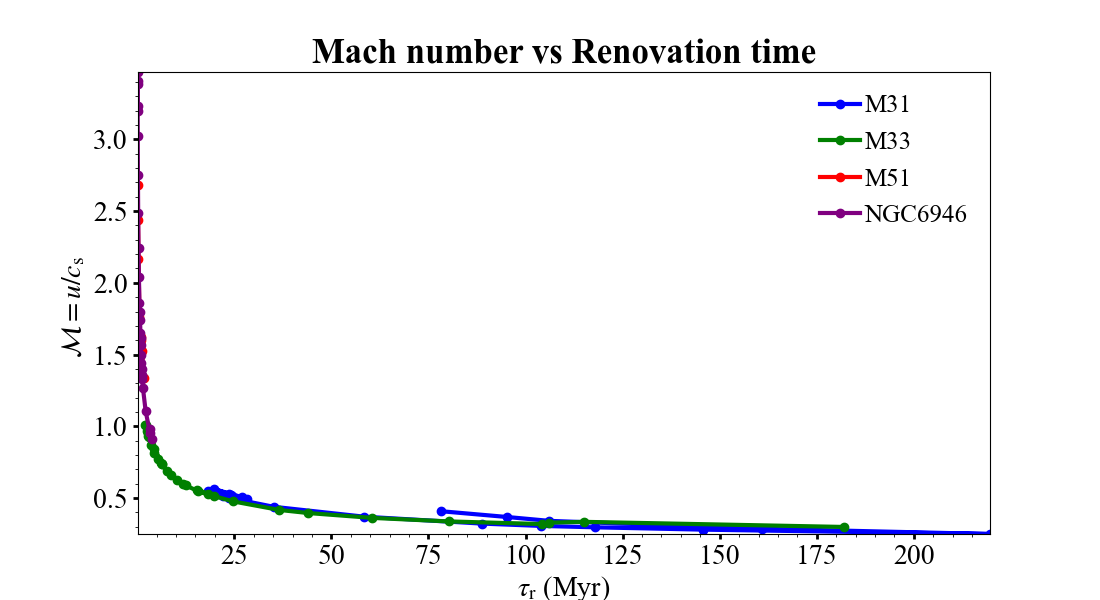 Mach number vs Renovation time
M31
M33
M51
NGC6946
3.0
2.5
2.0
1.5
1.0
0.5
ℳ = u/cₛ
25 50 75 100 125 150 175 200
τᵣ (Myr)